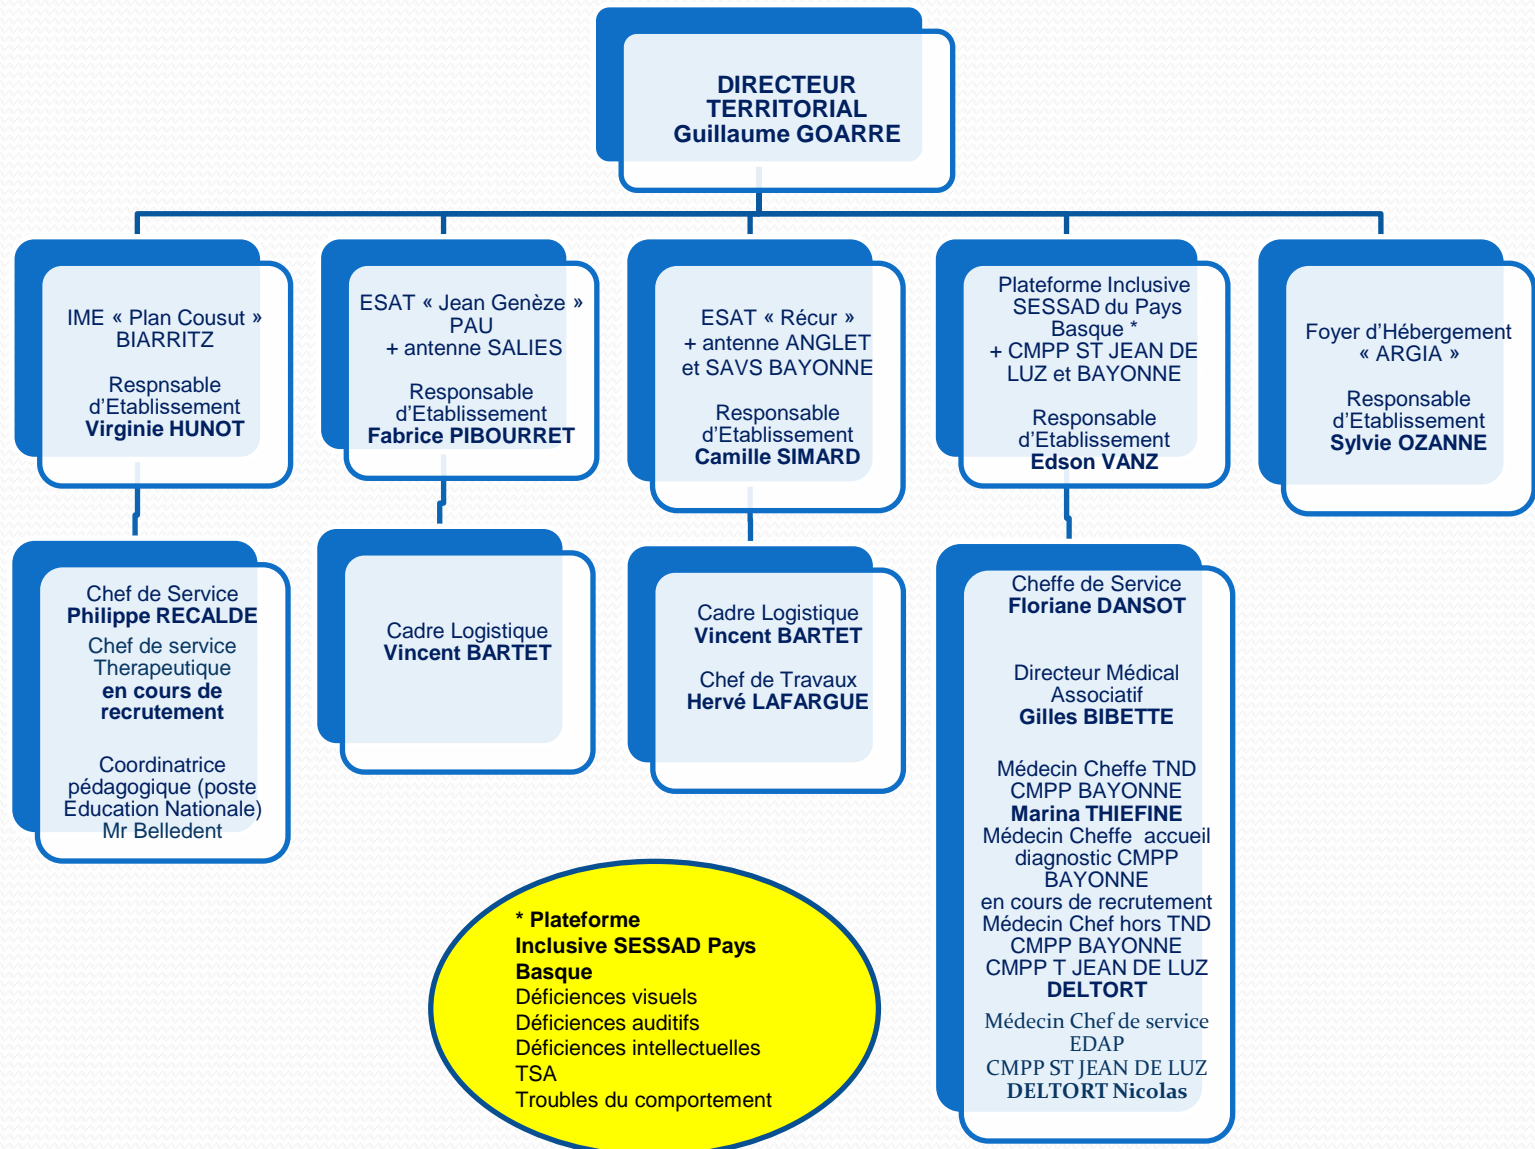 DIRECTEUR
TERRITORIAL
Guillaume GOARRE
IME « Plan Cousut »
BIARRITZ
Respnsable
d'Etablissement
Virginie HUNOT
ESAT « Jean Genèze »
PAU
+ antenne SALIES
Responsable
d'Etablissement
Fabrice PIBOURRET
ESAT « Récur »
+ antenne ANGLET
et SAVS BAYONNE
Responsable
d'Etablissement
Camille SIMARD
Plateforme Inclusive
SESSAD du Pays
Basque *
+ CMPP ST JEAN DE
LUZ et BAYONNE
Responsable
d'Etablissement
Edson VANZ
Foyer d'Hébergement
« ARGIA »
Responsable
d'Etablissement
Sylvie OZANNE
Chef de Service
Philippe RECALDE
Chef de service
Therapeutique
en cours de
recrutement
Coordinatrice
pédagogique (poste
Education Nationale)
Mr Belledent
Cadre Logistique
Vincent BARTET
Cadre Logistique
Vincent BARTET
Chef de Travaux
Hervé LAFARGUE
Cheffe de Service
Floriane DANSOT
Directeur Médical
Associatif
Gilles BIBETTE
Médecin Cheffe TND
CMPP BAYONNE
Marina THIEFINE
Médecin Cheffe accueil
diagnostic CMPP
BAYONNE
en cours de recrutement
Médecin Chef hors TND
CMPP BAYONNE
CMPP T JEAN DE LUZ
DELTORT
Médecin Chef de service
EDAP
CMPP ST JEAN DE LUZ
DELTORT Nicolas
* Plateforme
Inclusive SESSAD Pays
Basque
Déficiences visuels
Déficiences auditifs
Déficiences intellectuelles
TSA
Troubles du comportement